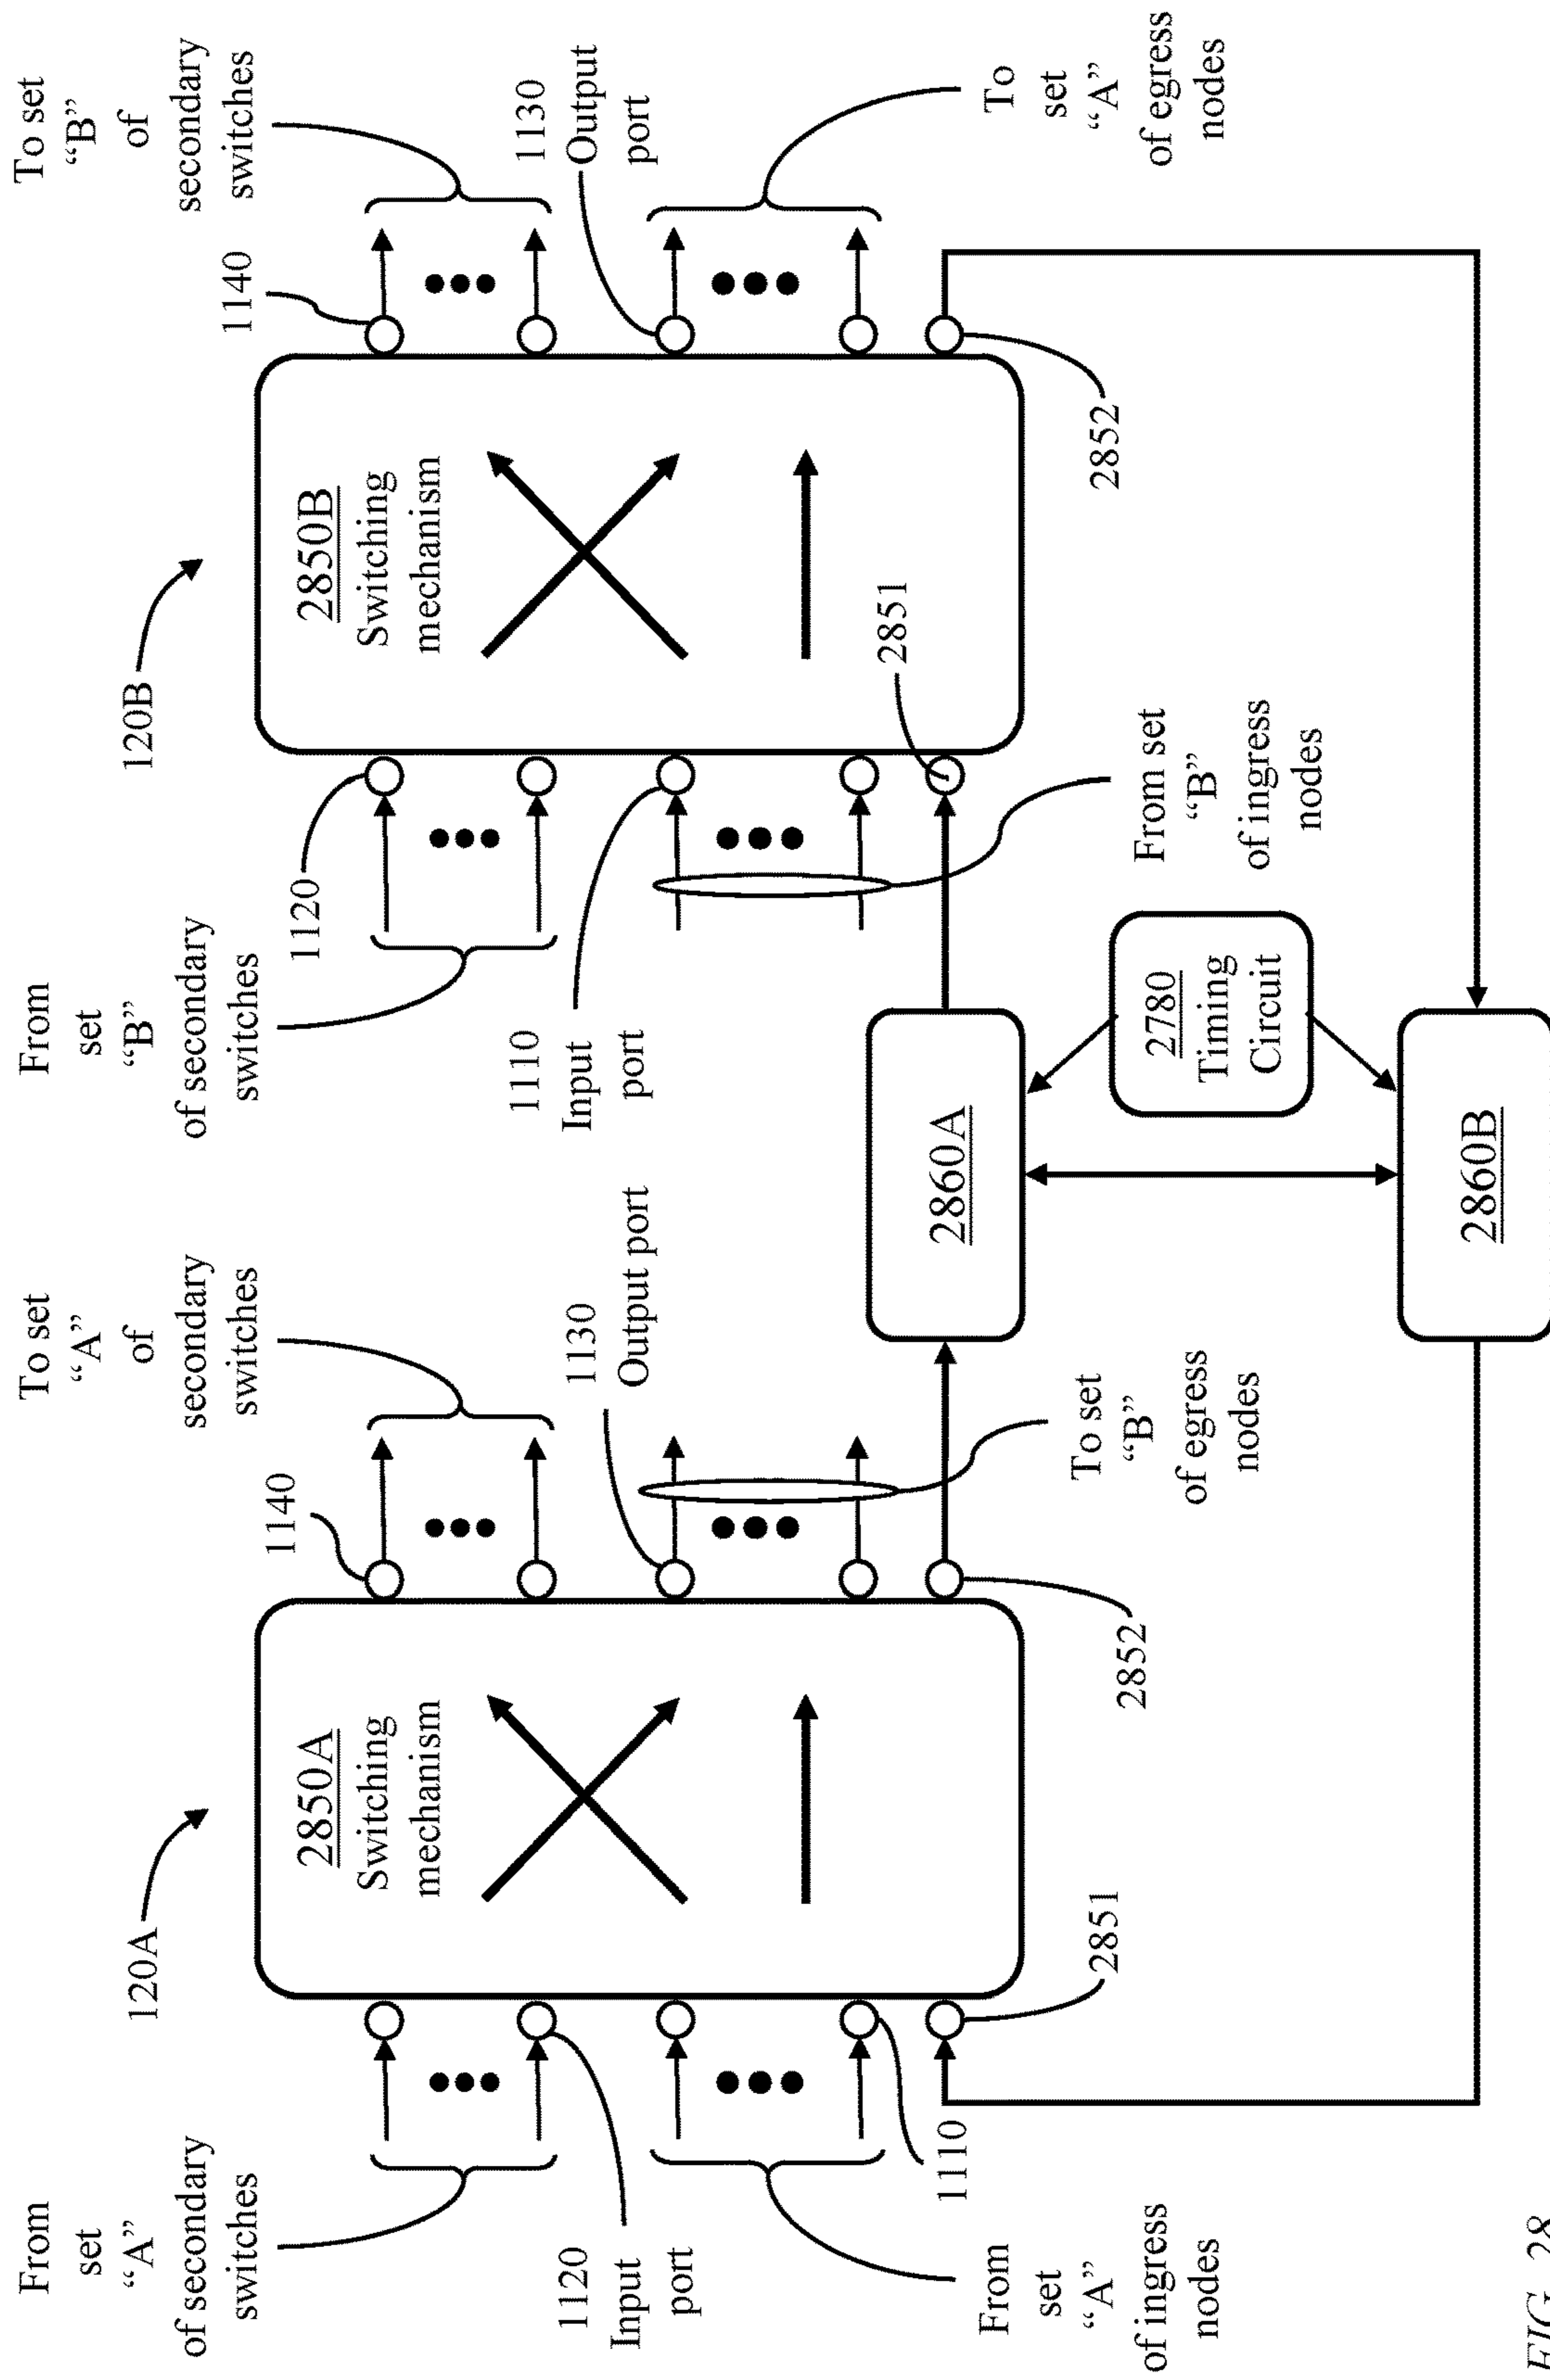 From
set
“A”
of secondary
switches
120A
To set
“A”
of
secondary
switches
From
set
“B”
of secondary
switches
120B
To set
“B”
of
secondary
switches
1120
Input
port
2850A
Switching
mechanism
1140
1130
Output port
1120
1110
Input
port
2850B
Switching
mechanism
1140
1130
Output
port
1110
From
set
“A”
of ingress
nodes
2851
2852
To set
“B”
of egress
nodes
2860A
2851
From set
“B”
of ingress
nodes
2852
To
set
“A”
of egress
nodes
2780
Timing
Circuit
2860B
FIG. 28